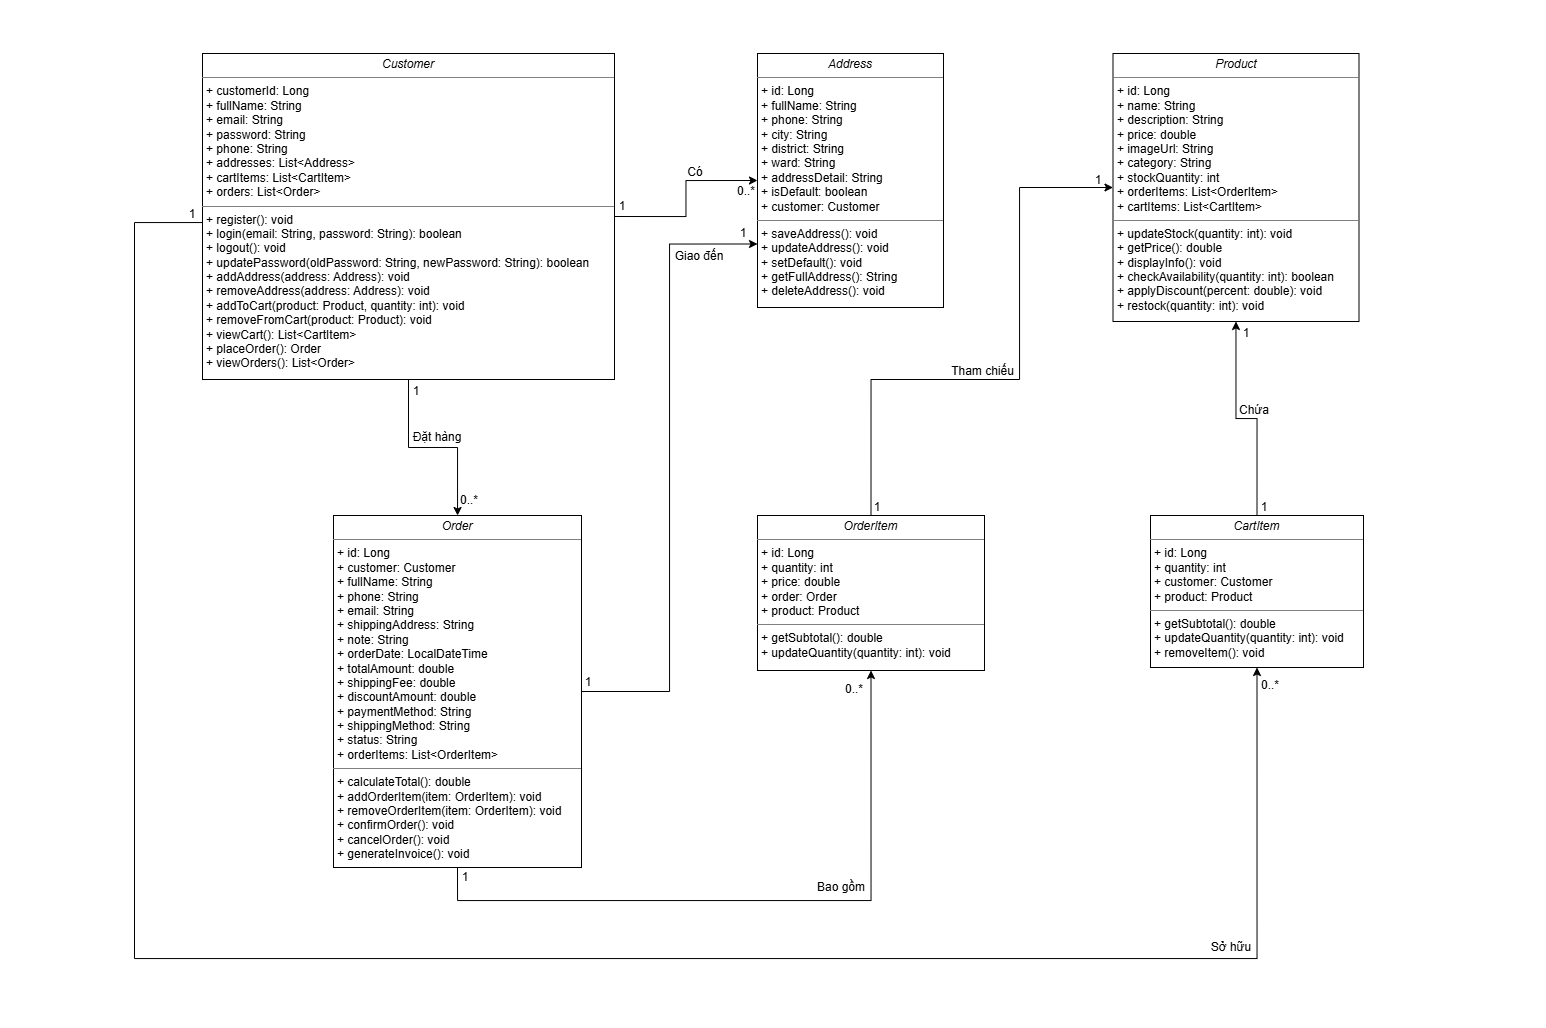 Customer
+ customerId: Long
+ fullName: String
+ email: String
+ password: String
+ phone: String
+ addresses: List<Address>
+ cartItems: List<CartItem>
+ orders: List<Order>
+ register(): void
+ login(email: String, password: String): boolean
+ logout(): void
+ updatePassword(oldPassword: String, newPassword: String): boolean
+ addAddress(address: Address): void
+ removeAddress(address: Address): void
+ addToCart(product: Product, quantity: int): void
+ removeFromCart(product: Product): void
+ viewCart(): List<CartItem>
+ placeOrder(): Order
+ viewOrders(): List<Order>
1
1
Có
0..*
1
Giao đến
Address
+ id: Long
+ fullName: String
+ phone: String
+ city: String
+ district: String
+ ward: String
+ addressDetail: String
+ isDefault: boolean
+ customer: Customer
+ saveAddress(): void
+ updateAddress(): void
+ setDefault(): void
+ getFullAddress(): String
+ deleteAddress(): void
Product
+ id: Long
+ name: String
+ description: String
+ price: double
+ imageUrl: String
+ category: String
+ stockQuantity: int
+ orderItems: List<OrderItem>
+ cartItems: List<CartItem>
+ updateStock(quantity: int): void
+ getPrice(): double
+ displayInfo(): void
+ checkAvailability(quantity: int): boolean
+ applyDiscount(percent: double): void
+ restock(quantity: int): void
1
1
Tham chiếu
Chứa
1
Đặt hàng
0..*
1
1
Order
+ id: Long
+ customer: Customer
+ fullName: String
+ phone: String
+ email: String
+ shippingAddress: String
+ note: String
+ orderDate: LocalDateTime
+ totalAmount: double
+ shippingFee: double
+ discountAmount: double
+ paymentMethod: String
+ shippingMethod: String
+ status: String
+ orderItems: List<OrderItem>
+ calculateTotal(): double
+ addOrderItem(item: OrderItem): void
+ removeOrderItem(item: OrderItem): void
+ confirmOrder(): void
+ cancelOrder(): void
+ generateInvoice(): void
1
1
OrderItem
+ id: Long
+ quantity: int
+ price: double
+ order: Order
+ product: Product
+ getSubtotal(): double
+ updateQuantity(quantity: int): void
0..*
CartItem
+ id: Long
+ quantity: int
+ customer: Customer
+ product: Product
+ getSubtotal(): double
+ updateQuantity(quantity: int): void
+ removeItem(): void
0..*
Bao gồm
Sở hữu